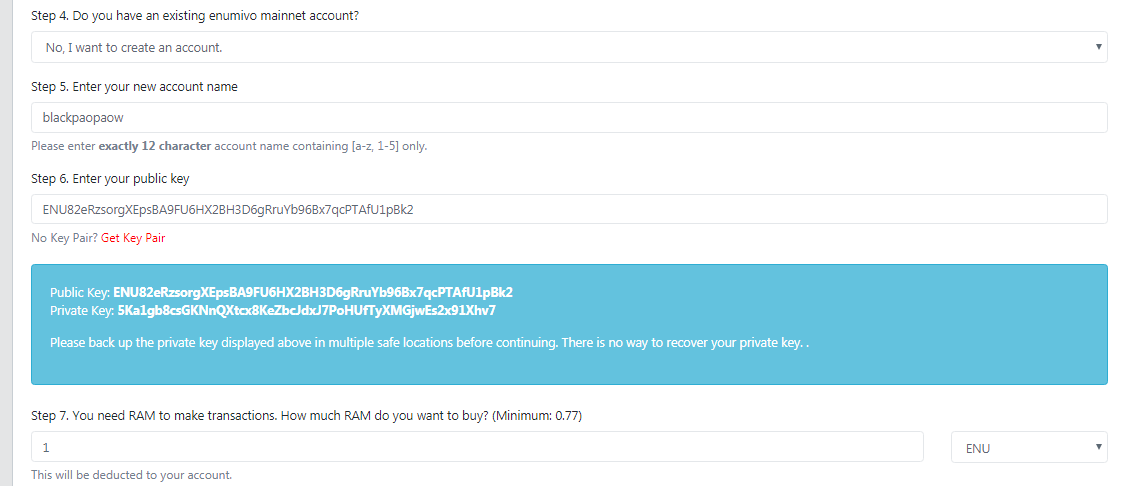 Step 4. Do you have an existing enumivo mainnet account?
No, I want to create an account.
Step 5. Enter your new account name
blackpaopaow
Please enter exactly 12 character account name containing [a-z, 1-5] only.
Step 6. Enter your public key
ENU82eRzsorgXEpsBA9FU6HX2BH3D6gRruYb96Bx7qcPTAfU1pBk2
No Key Pair? Get Key Pair
Public Key: ENU82eRzsorgXEpsBA9FU6HX2BH3D6gRruYb96Bx7qcPTAfU1pBk2
Private Key: 5Ka1gb8csGKNnQXtcx8KeZbcJdxJ7PoHUfTyXMGjwEs2x91Xhv7
Please back up the private key displayed above in multiple safe locations before continuing. There is no way to recover your private key. .
Step 7. You need RAM to make transactions. How much RAM do you want to buy? (Minimum: 0.77)
1
ENU
This will be deducted to your account.